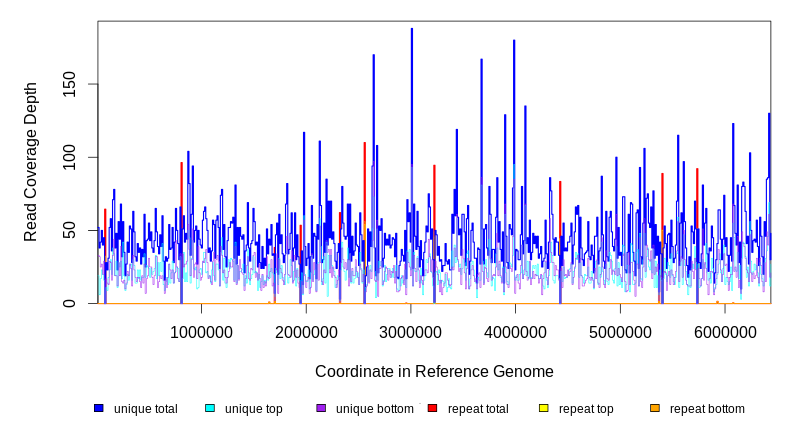 Read Coverage Depth
150
100
50
0
1000000 2000000 3000000 4000000 5000000 6000000
Coordinate in Reference Genome
unique total unique top unique bottom repeat total repeat top repeat bottom